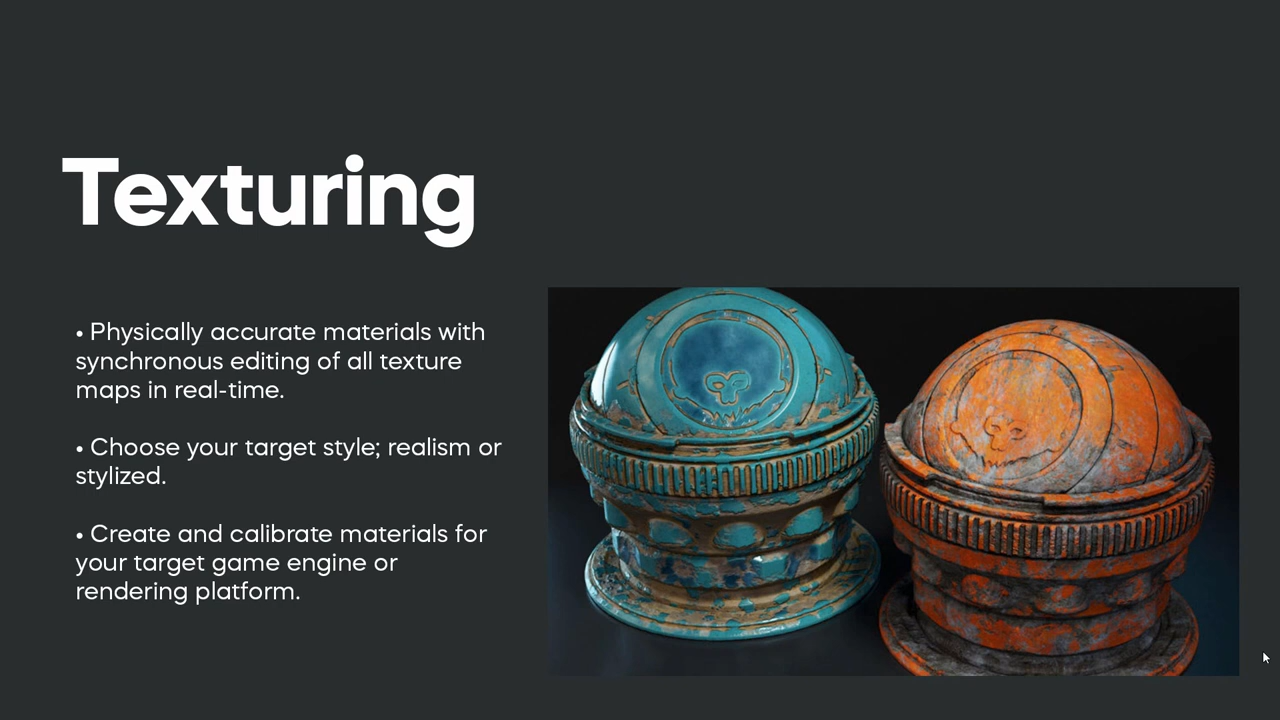 Texturing
• Physically accurate materials with
synchronous editing of all texture
maps in real-time.
• Choose your target style; realism or
stylized.
• Create and calibrate materials for
your target game engine or
rendering platform.